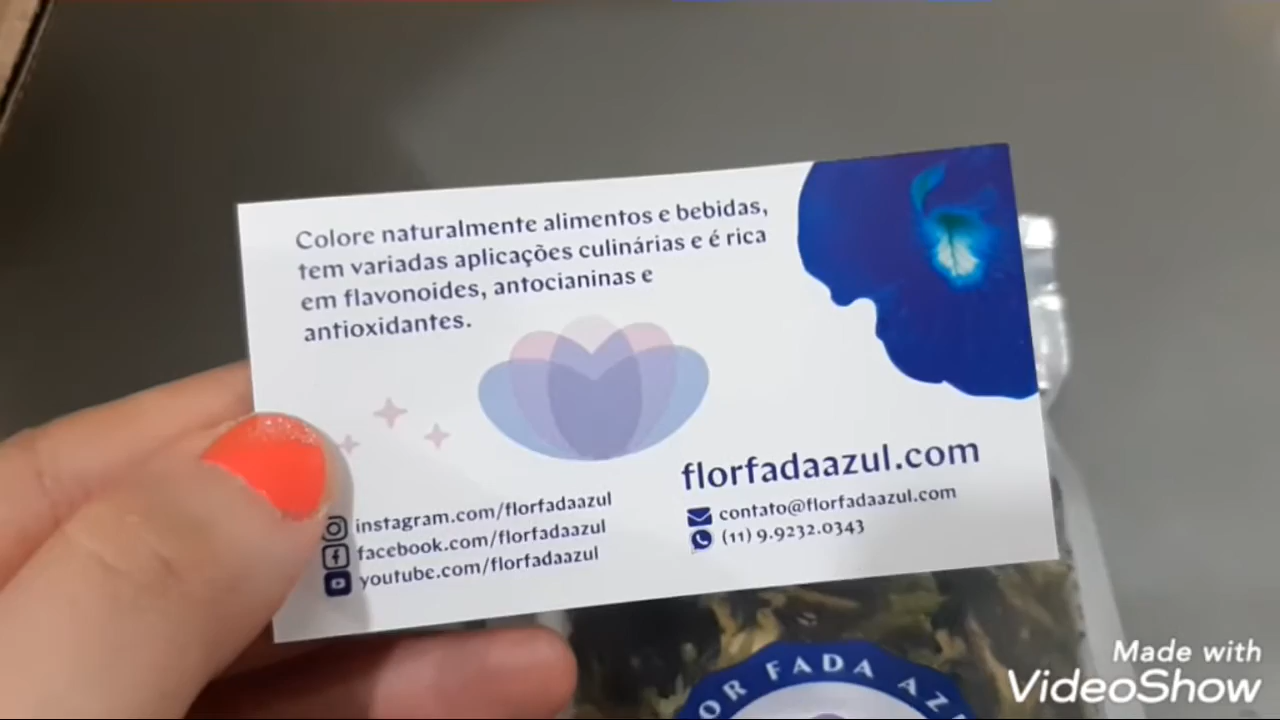 Colore naturalmente alimentos e bebidas,
tem variadas aplicações culinárias e é rica
em flavonoides, antocianinas e
antioxidantes.
florfadaazul.com
contato@florfadaazul.com
(11) 9.9232.0343
instagram.com/florfadaazul
facebook.com/florfadaazul
youtube.com/florfadaazul
OR FADA AZ
Made with
VideoShow